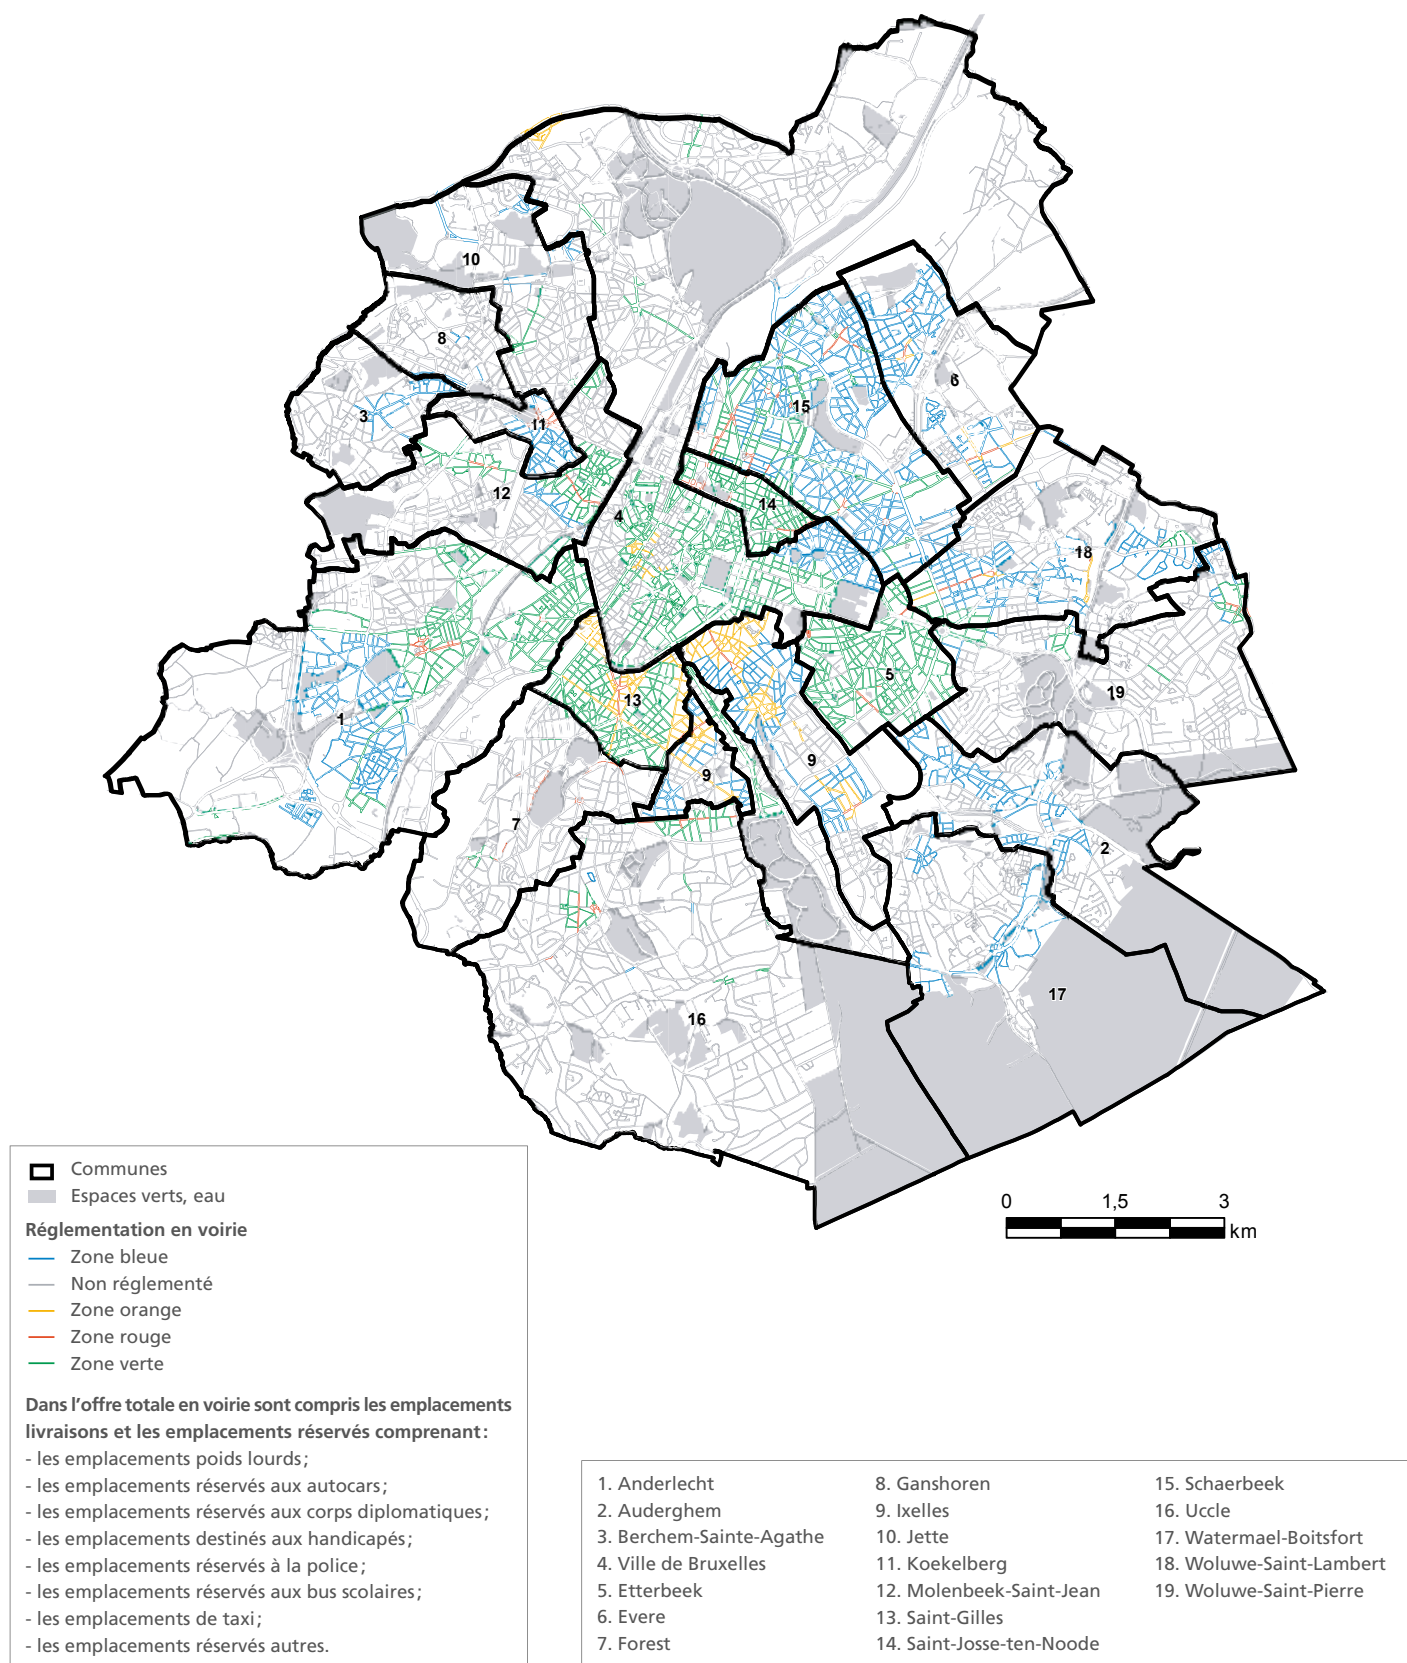 10
8
3
11
12
15
6
14
4
18
5
19
13
1
9
9
7
2
17
16
Communes
Espaces verts, eau
Réglementation en voirie
Zone bleue
Non réglementé
Zone orange
Zone rouge
Zone verte
Dans l’offre totale en voirie sont compris les emplacements
livraisons et les emplacements réservés comprenant :
- les emplacements poids lourds ;
- les emplacements réservés aux autocars ;
- les emplacements réservés aux corps diplomatiques ;
- les emplacements destinés aux handicapés ;
- les emplacements réservés à la police ;
- les emplacements réservés aux bus scolaires ;
- les emplacements de taxi ;
- les emplacements réservés autres.
0 1,5 3
km
1. Anderlecht
2. Auderghem
3. Berchem-Sainte-Agathe
4. Ville de Bruxelles
5. Etterbeek
6. Evere
7. Forest
8. Ganshoren
9. Ixelles
10. Jette
11. Koekelberg
12. Molenbeek-Saint-Jean
13. Saint-Gilles
14. Saint-Josse-ten-Noode
15. Schaerbeek
16. Uccle
17. Watermael-Boitsfort
18. Woluwe-Saint-Lambert
19. Woluwe-Saint-Pierre